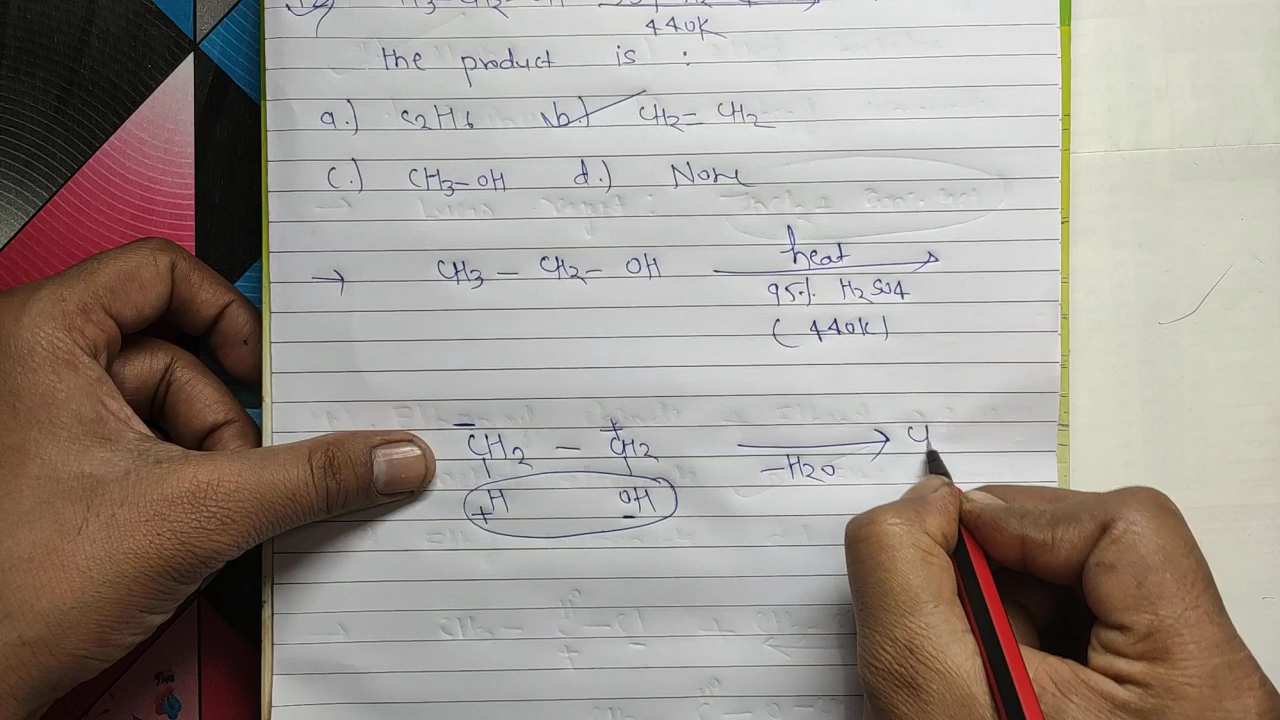 440K
the product is :
a.) C2H6 b) CH2=CH2
c.) CH3-OH d.) None
→ CH3 - CH2- OH heat
95% H2SO4
(440K)
- +
CH2 - CH2 → C
-H2O
H OH
+ -